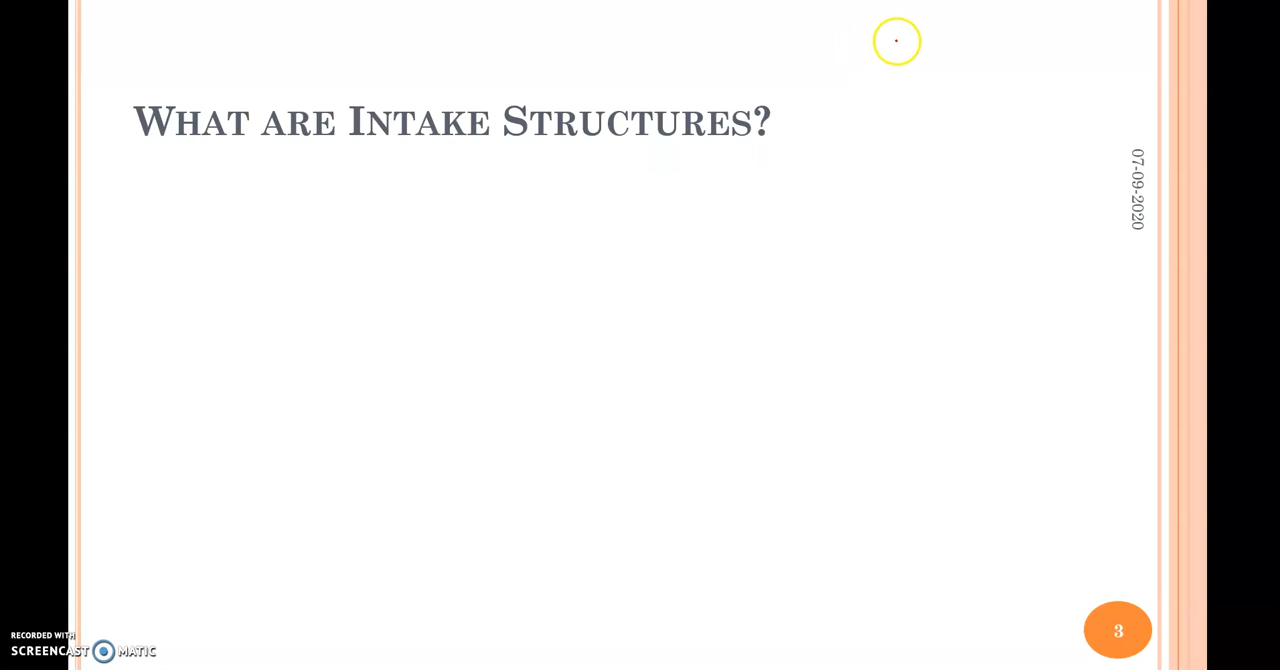 What are Intake Structures?
07-09-2020
3
RECORDED WITH
SCREENCAST MATIC